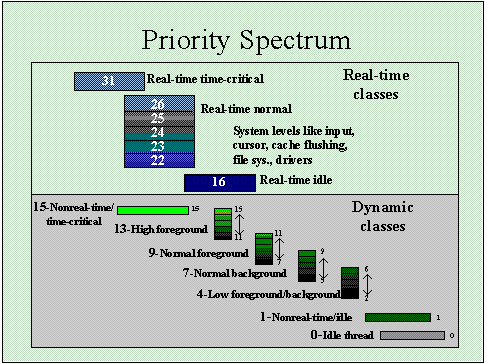 Priority Spectrum
31 Real-time time-critical
Real-time
classes
26 Real-time normal
25
24
23
22
System levels like input,
cursor, cache flushing,
file sys., drivers
16 Real-time idle
Dynamic
classes
15-Nonreal-time/
time-critical
15
13-High foreground
15
11
9-Normal foreground
11
7
7-Normal background
9
5
4-Low foreground/background
6
2
1-Nonreal-time/idle
1
0-Idle thread
0